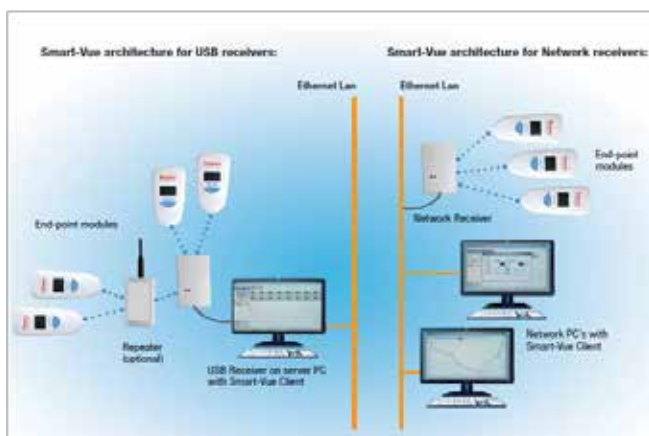 Smart-Vue architecture for USB receivers:
Smart-Vue architecture for Network receivers:
Ethernet Lan
Ethernet Lan
End-point
modules
Network Receiver
End-point modules
Repeater
(optional)
USB Receiver on server PC
with Smart-Vue Client
Network PC's with
Smart-Vue Client